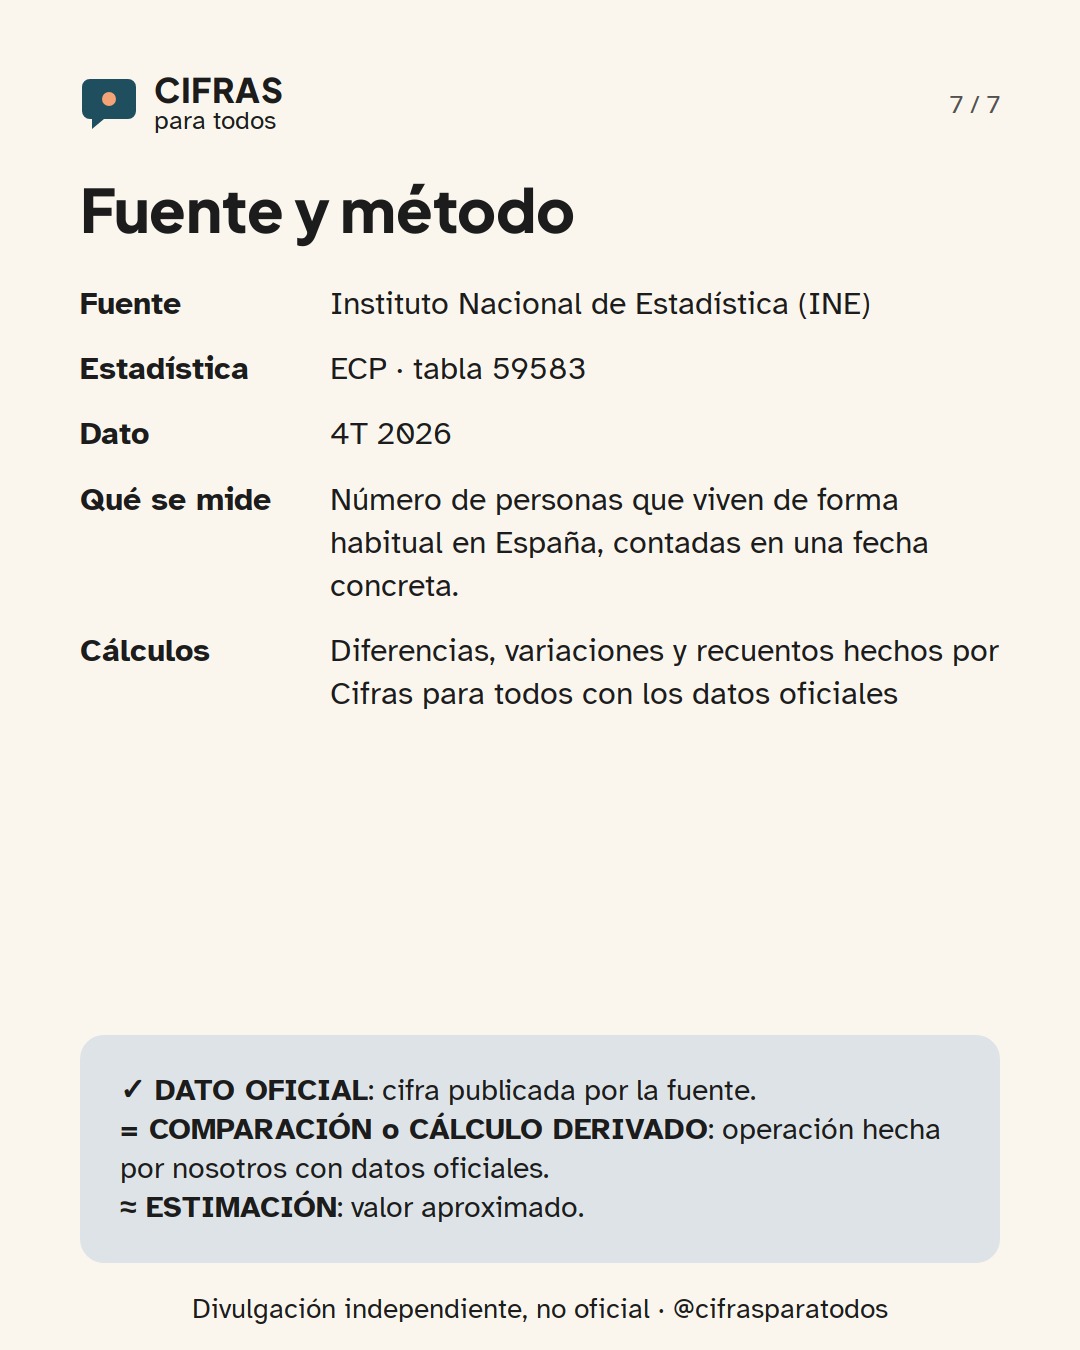 CIFRAS
para todos
7 / 7
Fuente y método
Fuente
Instituto Nacional de Estadística (INE)
Estadística
ECP · tabla 59583
Dato
4T 2026
Qué se mide
Número de personas que viven de forma
habitual en España, contadas en una fecha
concreta.
Cálculos
Diferencias, variaciones y recuentos hechos por
Cifras para todos con los datos oficiales
✓ DATO OFICIAL: cifra publicada por la fuente.
= COMPARACIÓN o CÁLCULO DERIVADO: operación hecha
por nosotros con datos oficiales.
≈ ESTIMACIÓN: valor aproximado.
Divulgación independiente, no oficial · @cifrasparatodos